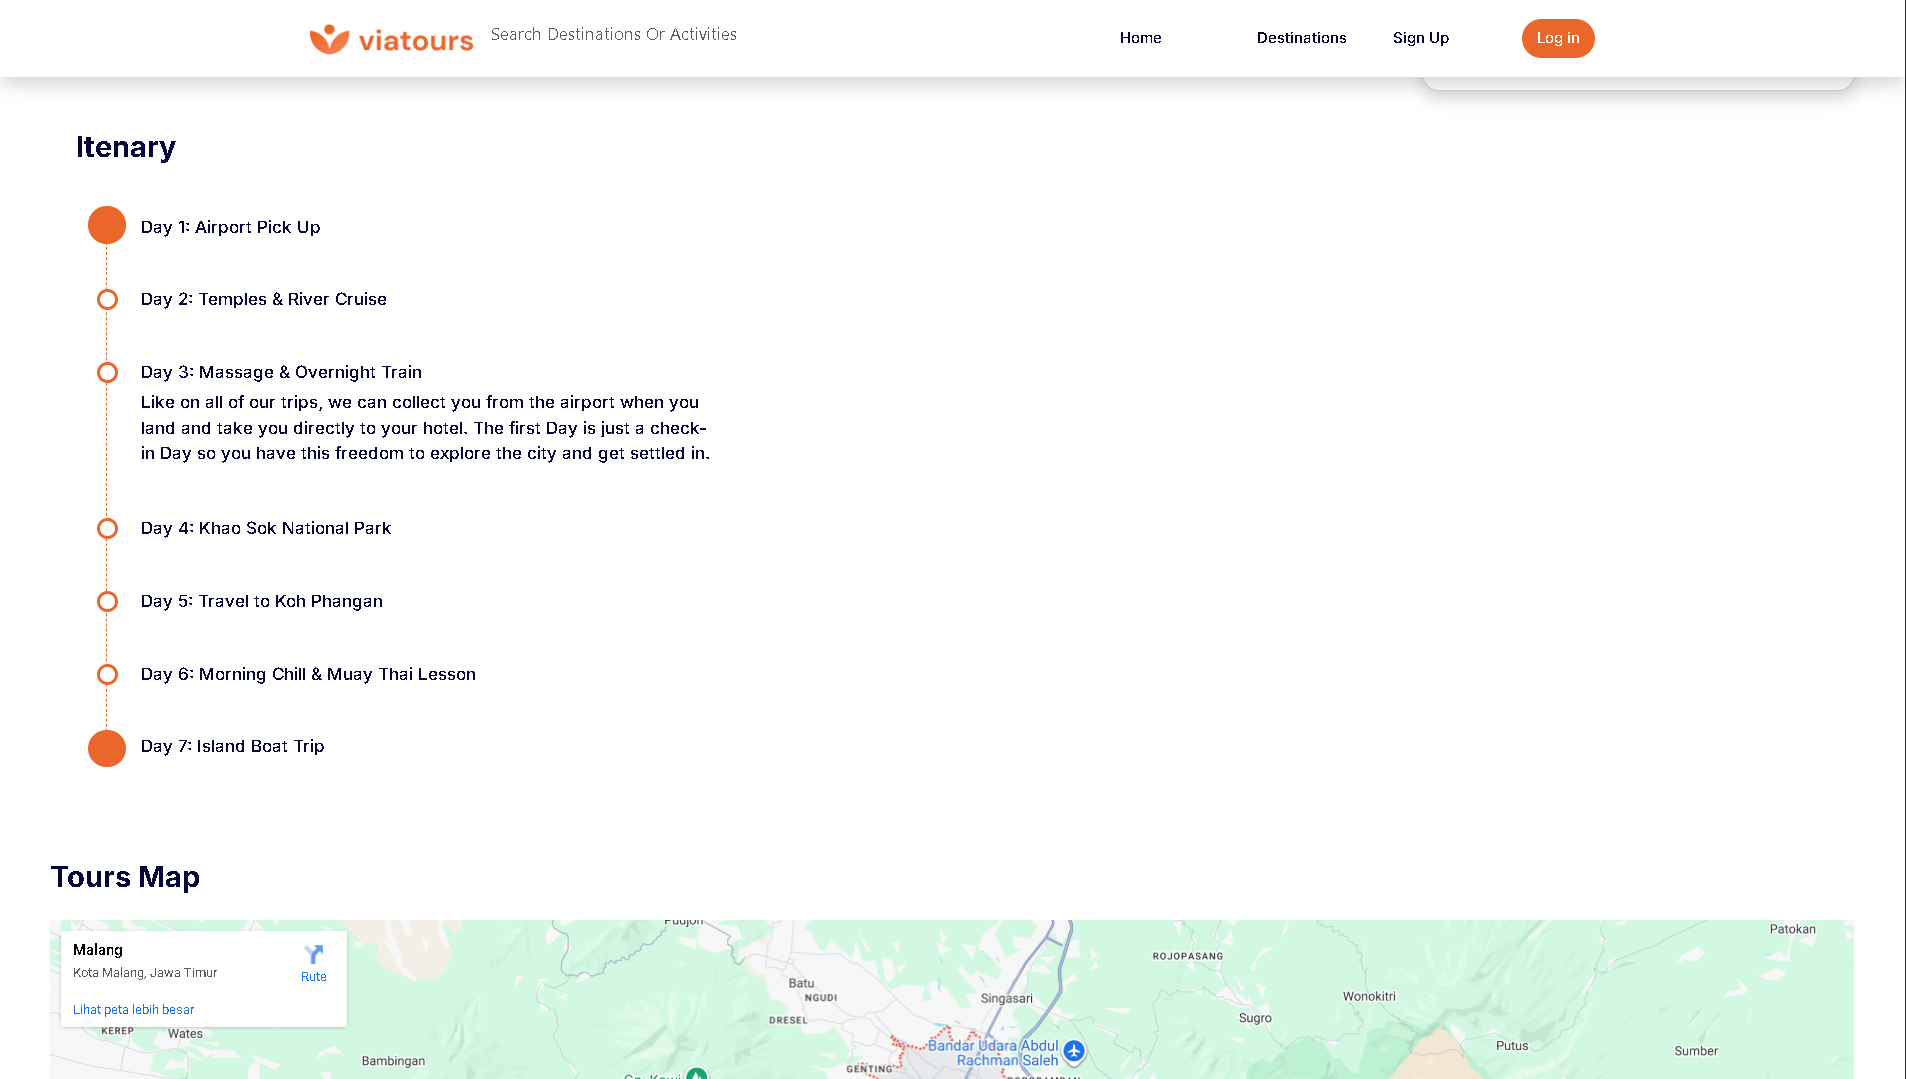 viatours
Search Destinations Or Activities
Home
Destinations
Sign Up
Log in
Itenary
Day 1: Airport Pick Up
Day 2: Temples & River Cruise
Day 3: Massage & Overnight Train
Like on all of our trips, we can collect you from the airport when you
land and take you directly to your hotel. The first Day is just a check-
in Day so you have this freedom to explore the city and get settled in.
Day 4: Khao Sok National Park
Day 5: Travel to Koh Phangan
Day 6: Morning Chill & Muay Thai Lesson
Day 7: Island Boat Trip
Tours Map
Malang
Kota Malang, Jawa Timur
Rute
Lihat peta lebih besar
Pudjon
Patokan
ROJOPASANG
Batu
NGUDI
Singasari
Wonokitri
DRESEL
Sugro
KEREP
Wates
Bandar Udara Abdul
Rachman Saleh
Putus
Sumber
Bambingan
GENTING